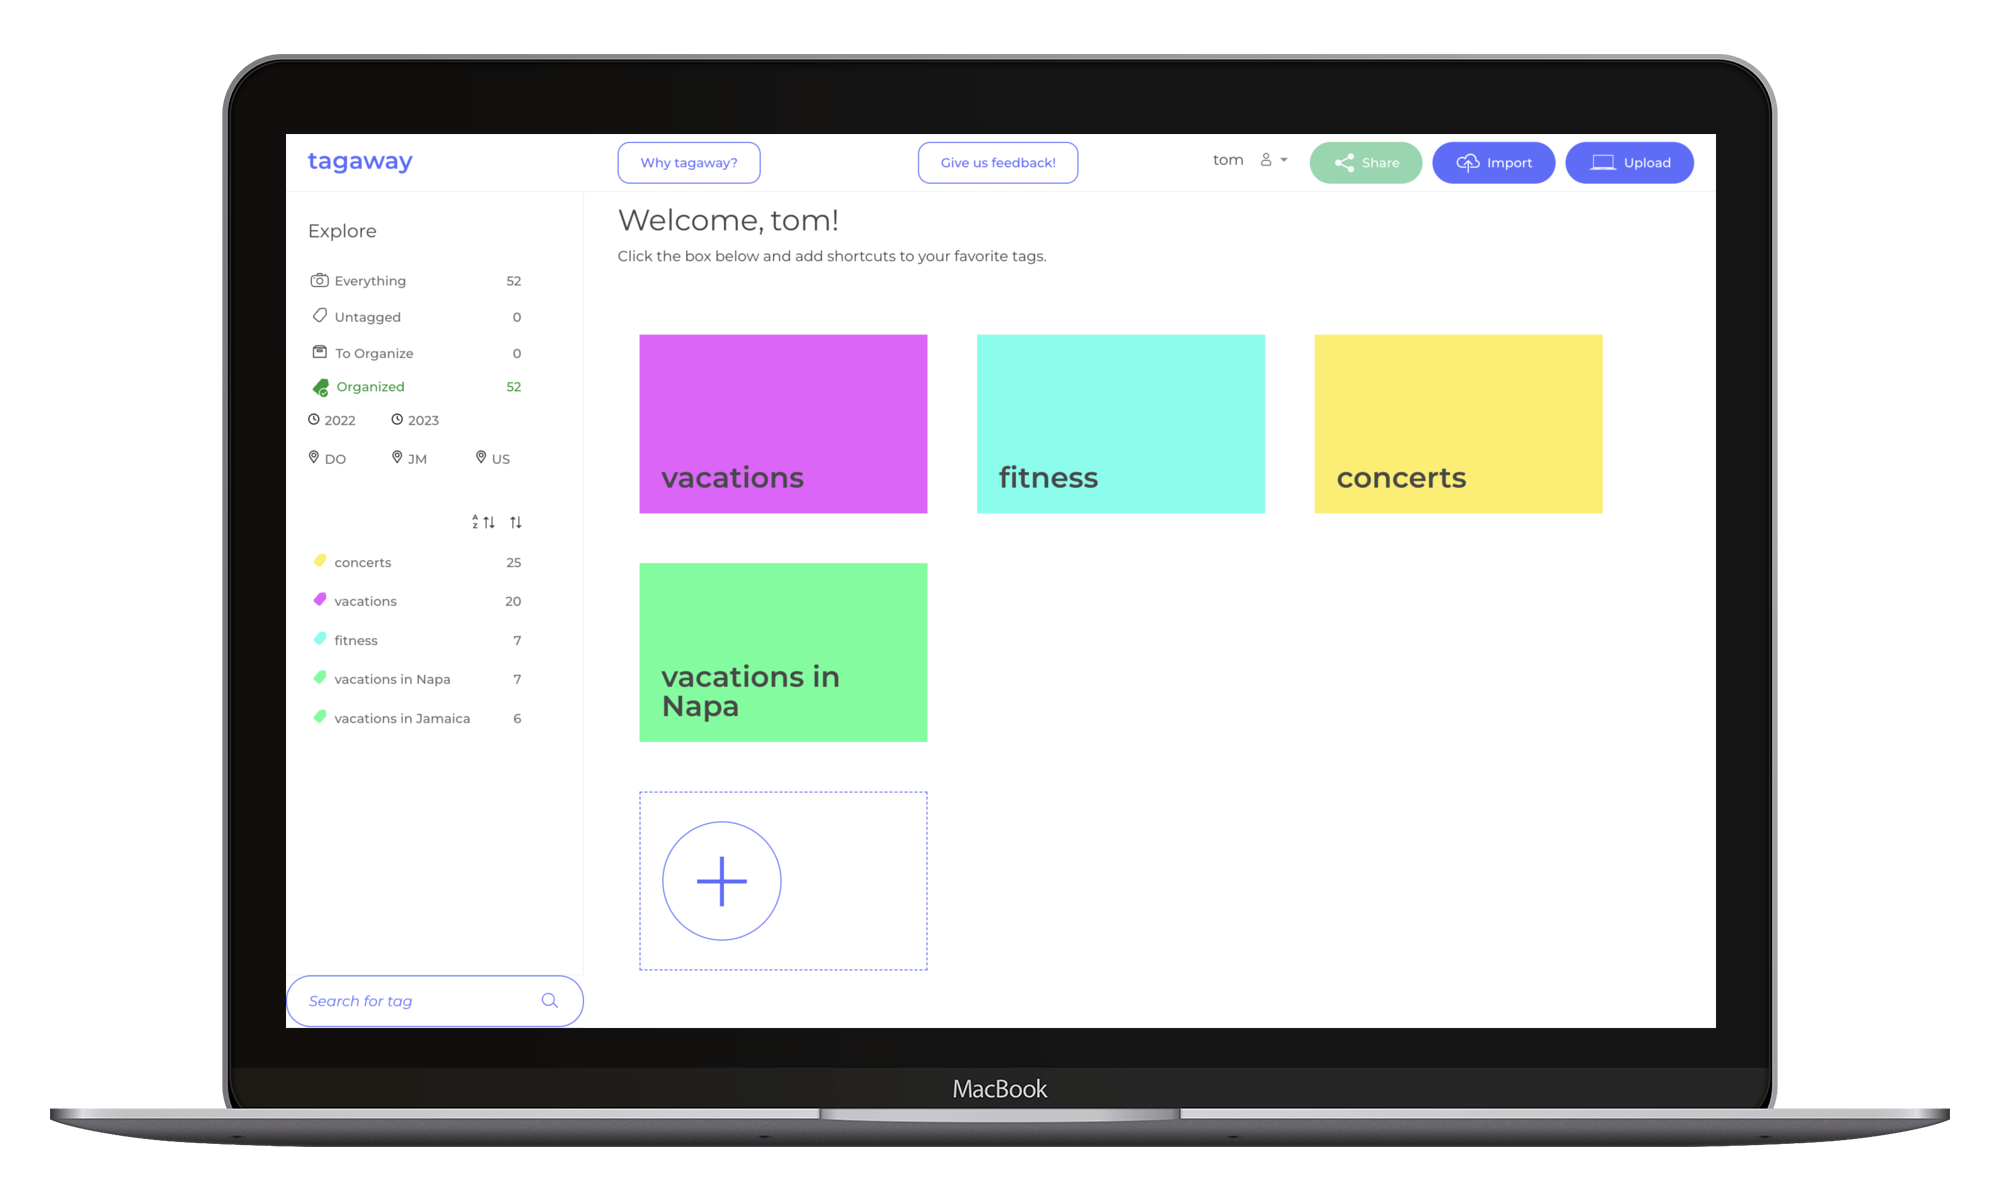 tagaway
Why tagaway?
Give us feedback!
tom
Share
Import
Upload
Explore
Everything 52
Untagged 0
To Organize 0
Organized 52
2022 2023
DO JM US
A
Z
concerts 25
vacations 20
fitness 7
vacations in Napa 7
vacations in Jamaica 6
Search for tag
Welcome, tom!
Click the box below and add shortcuts to your favorite tags.
vacations
fitness
concerts
vacations in
Napa
MacBook